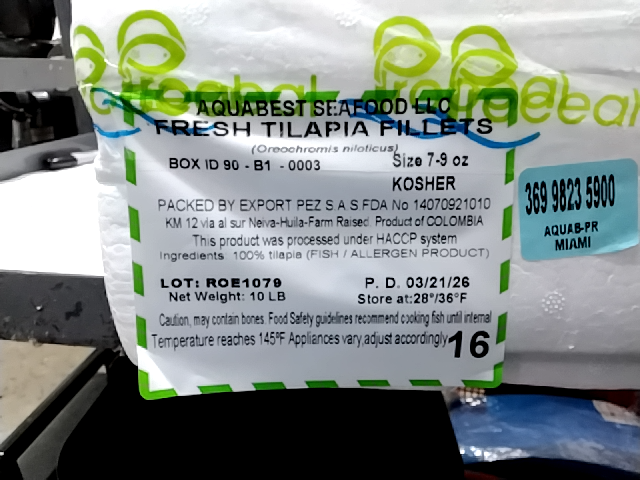 AQUABEST SEAFOOD LLC
FRESH TILAPIA FILLETS
(Oreochromis niloticus)
BOX ID 90 - B1 - 0003
Size 7-9 oz
KOSHER
PACKED BY EXPORT PEZ S.A.S.FDA No 14070921010
KM 12 via al sur Neiva-Huila-Farm Raised. Product of COLOMBIA
This product was processed under HACCP system
Ingredients 100% tilapia (FISH / ALLERGEN PRODUCT)
LOT: ROE1079
P. D. 03/21/26
Net Weight: 10 LB
Store at:28°/36°F
Caution, may contain bones. Food Safety guidelines recommend cooking fish until internal
Temperature reaches 145°F Appliances vary,adjust accordingly
16
369 9823 5900
AQUAB-PR
MIAMI